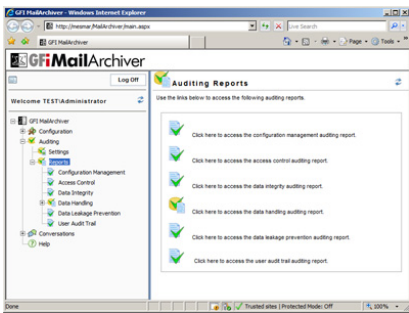 GFI MailArchiver - Windows Internet Explorer
http://nesmar/MailArchiver/main.aspx
Live Search
GFI MailArchiver
Page
Tools
GFiMailArchiver
Log Off
Auditing Reports
Welcome TEST\Administrator
Use the links below to access the following auditing reports.
GFI MailArchiver
Configuration
Auditing
Settings
Reports
Configuration Management
Access Control
Data Integrity
Data Handling
Data Leakage Prevention
User Audit Trail
Conversations
Help
Click here to access the configuration management auditing report.
Click here to access the access control auditing report.
Click here to access the data integrity auditing report.
Click here to access the data handling auditing report.
Click here to access the data leakage prevention auditing report.
Click here to access the user audit trail auditing report.
Done
Trusted sites | Protected Mode: Off
100%